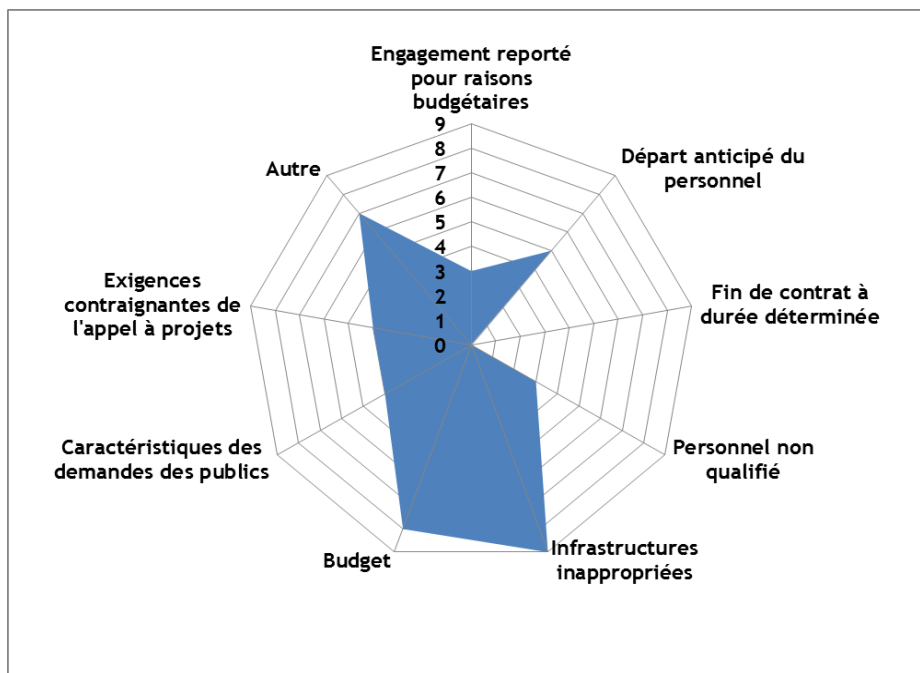 Engagement reporté
pour raisons
budgétaires
9
8
7
6
5
4
3
2
1
0
Départ anticipé du
personnel
Fin de contrat à
durée déterminée
Personnel non
qualifié
Infrastructures
inappropriées
Budget
Caractéristiques des
demandes des publics
Exigences
contraignantes de
l'appel à projets
Autre